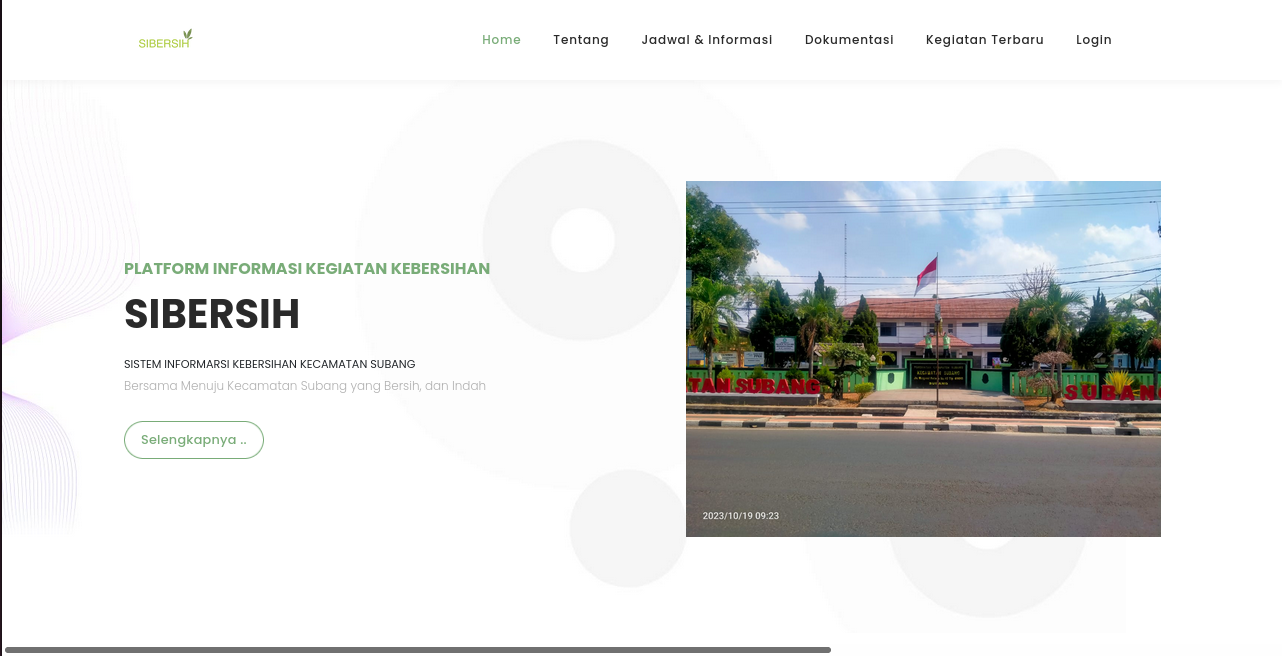 SIBERSIH
Home
Tentang
Jadwal & Informasi
Dokumentasi
Kegiatan Terbaru
Login
PLATFORM INFORMASI KEGIATAN KEBERSIHAN
SIBERSIH
SISTEM INFORMARSI KEBERSIHAN KECAMATAN SUBANG
Bersama Menuju Kecamatan Subang yang Bersih, dan Indah
Selengkapnya ..
TAN SUBANG
SUBANG
2023/10/19 09:23